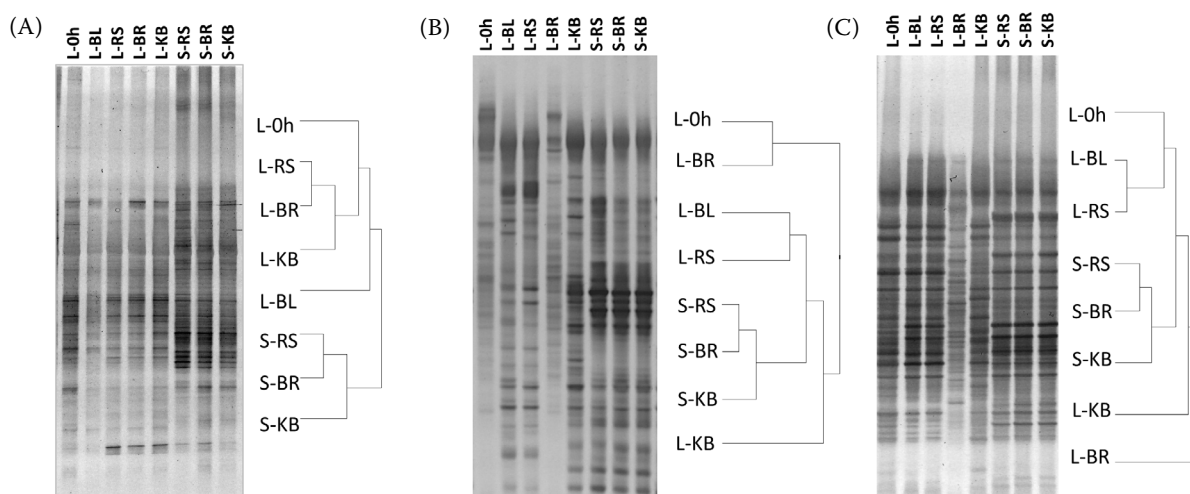 (A)
L-0h
L-BL
L-RS
L-BR
L-KB
S-RS
S-BR
S-KB
L-0h
L-RS
L-BR
L-KB
L-BL
S-RS
S-BR
S-KB
(B)
L-0h
L-BL
L-RS
L-BR
L-KB
S-RS
S-BR
S-KB
L-0h
L-BR
L-BL
L-RS
S-RS
S-BR
S-KB
L-KB
(C)
L-0h
L-BL
L-RS
L-BR
L-KB
S-RS
S-BR
S-KB
L-0h
L-BL
L-RS
S-RS
S-BR
S-KB
L-KB
L-BR